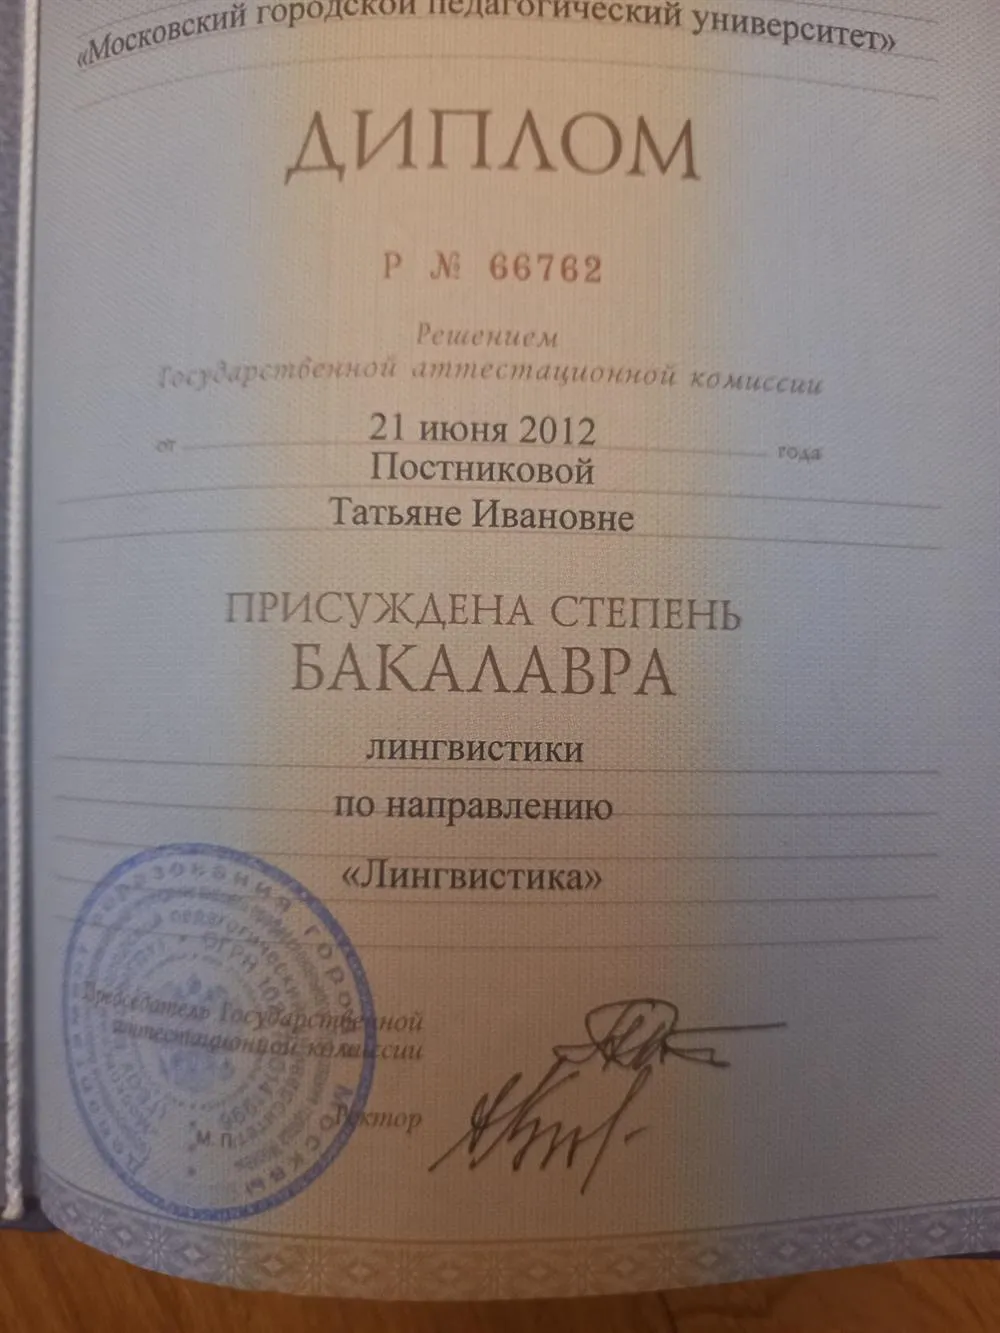 «Московский городской педагогический университет»
ДИПЛОМ
Р № 66762
Решением
Государственной аттестационной комиссии
от 21 июня 2012 года
Постниковой
Татьяне Ивановне
ПРИСУЖДЕНА СТЕПЕНЬ
БАКАЛАВРА
лингвистики
по направлению
«Лингвистика»
Председатель Государственной
аттестационной комиссии
Ректор
М. П.